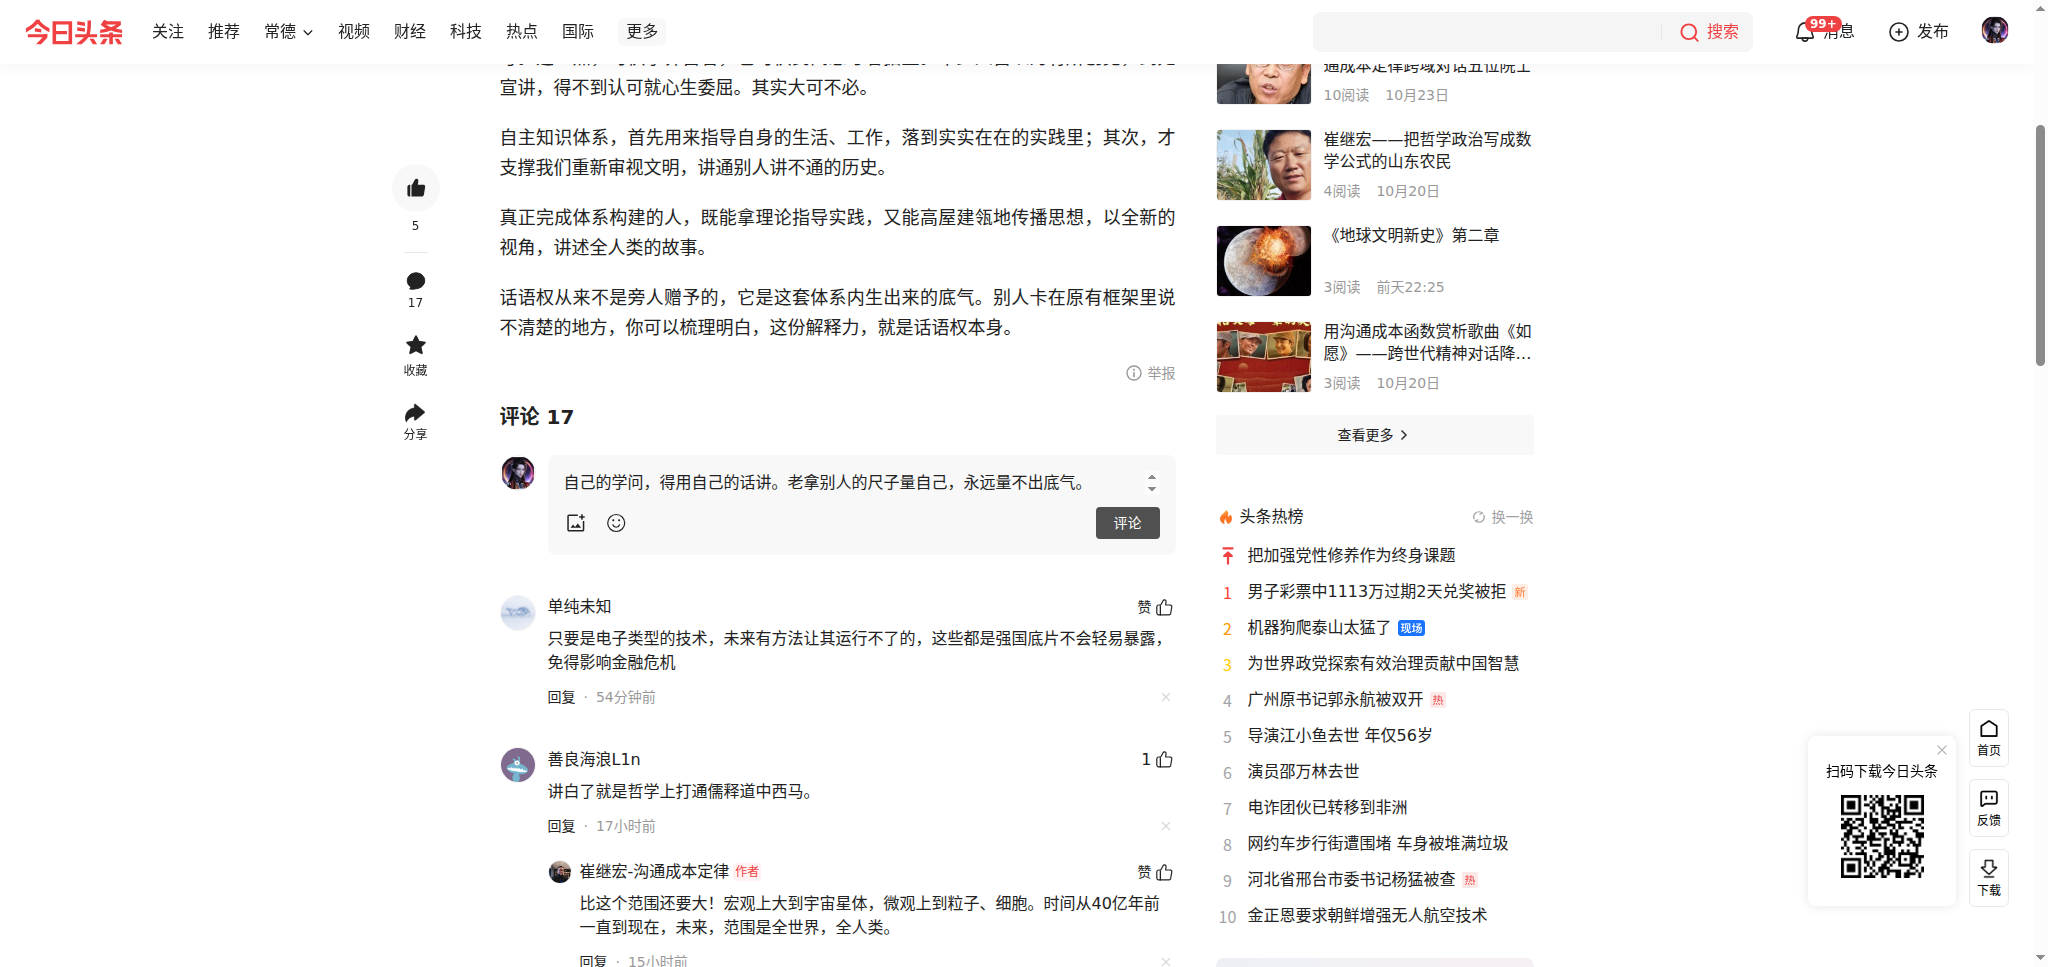 今日头条
关注
推荐
常德
视频
财经
科技
热点
国际
更多
搜索
99+
消息
发布
宣讲，得不到认可就心生委屈。其实大可不必。
自主知识体系，首先用来指导自身的生活、工作，落到实实在在的实践里；其次，才
支撑我们重新审视文明，讲通别人讲不通的历史。
真正完成体系构建的人，既能拿理论指导实践，又能高屋建瓴地传播思想，以全新的
视角，讲述全人类的故事。
话语权从来不是旁人赠予的，它是这套体系内生出来的底气。别人卡在原有框架里说
不清楚的地方，你可以梳理明白，这份解释力，就是话语权本身。
举报
5
17
收藏
分享
评论 17
自己的学问，得用自己的话讲。老拿别人的尺子量自己，永远量不出底气。
评论
单纯未知
赞
只要是电子类型的技术，未来有方法让其运行不了的，这些都是强国底片不会轻易暴露，
免得影响金融危机
回复 · 54分钟前
善良海浪L1n
1
讲白了就是哲学上打通儒释道中西马。
回复 · 17小时前
崔继宏-沟通成本定律 作者
赞
比这个范围还要大！宏观上大到宇宙星体，微观上到粒子、细胞。时间从40亿年前
一直到现在，未来，范围是全世界，全人类。
回复 · 15小时前
通成本定律跨域对话五位院士
10阅读 10月23日
崔继宏——把哲学政治写成数
学公式的山东农民
4阅读 10月20日
《地球文明新史》第二章
3阅读 前天22:25
用沟通成本函数赏析歌曲《如
愿》——跨世代精神对话降...
3阅读 10月20日
查看更多
头条热榜
换一换
把加强党性修养作为终身课题
1 男子彩票中1113万过期2天兑奖被拒 新
2 机器狗爬泰山太猛了 现场
3 为世界政党探索有效治理贡献中国智慧
4 广州原书记郭永航被双开 热
5 导演江小鱼去世 年仅56岁
6 演员邵万林去世
7 电诈团伙已转移到非洲
8 网约车步行街遭围堵 车身被堆满垃圾
9 河北省邢台市委书记杨猛被查 热
10 金正恩要求朝鲜增强无人航空技术
扫码下载今日头条
首页
反馈
下载